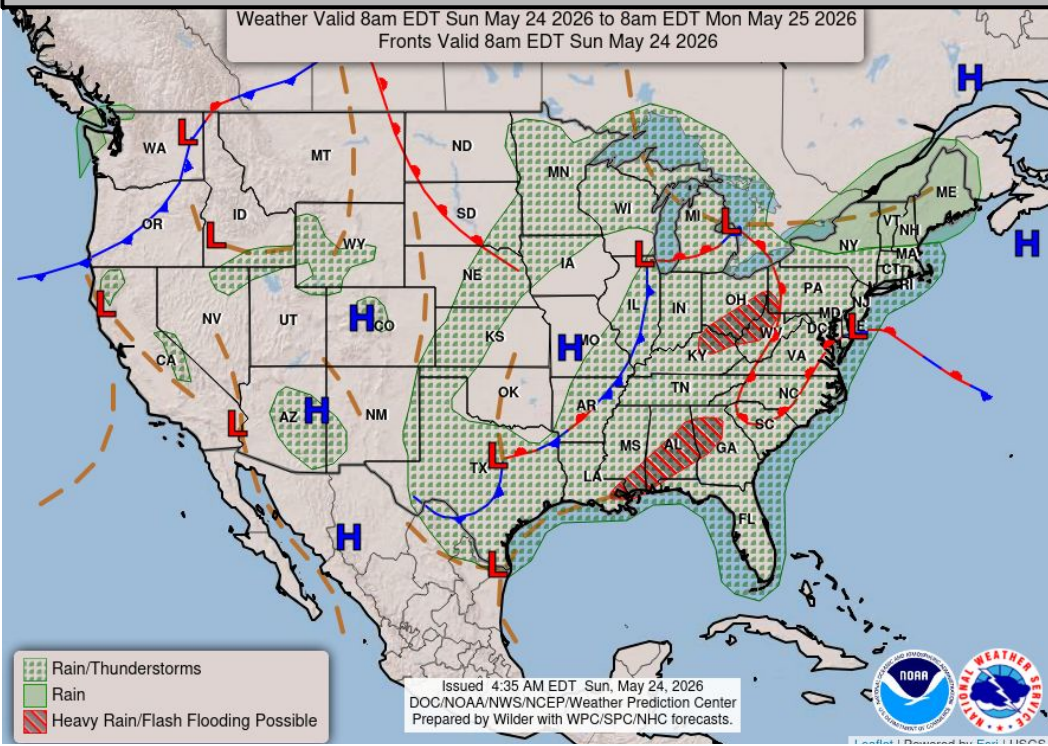 Weather Valid 8am EDT Sun May 24 2026 to 8am EDT Mon May 25 2026
Fronts Valid 8am EDT Sun May 24 2026
H
L
WA
MT
ND
MN
ME
OR
ID
WY
SD
WI
MI
L
VT
NH
NY
MA
CT
RI
H
L
L
NE
IA
IL
IN
OH
PA
NJ
MD
DC
L
L
NV
UT
H
CO
KS
H
MO
KY
WV
VA
CA
AZ
H
NM
OK
AR
TN
NC
SC
L
TX
L
LA
MS
AL
GA
FL
H
L
Rain/Thunderstorms
Rain
Heavy Rain/Flash Flooding Possible
Issued 4:35 AM EDT Sun, May 24, 2026
DOC/NOAA/NWS/NCEP/Weather Prediction Center
Prepared by Wilder with WPC/SPC/NHC forecasts.
NOAA
NATIONAL WEATHER SERVICE
Leaflet | Powered by Esri | USGS